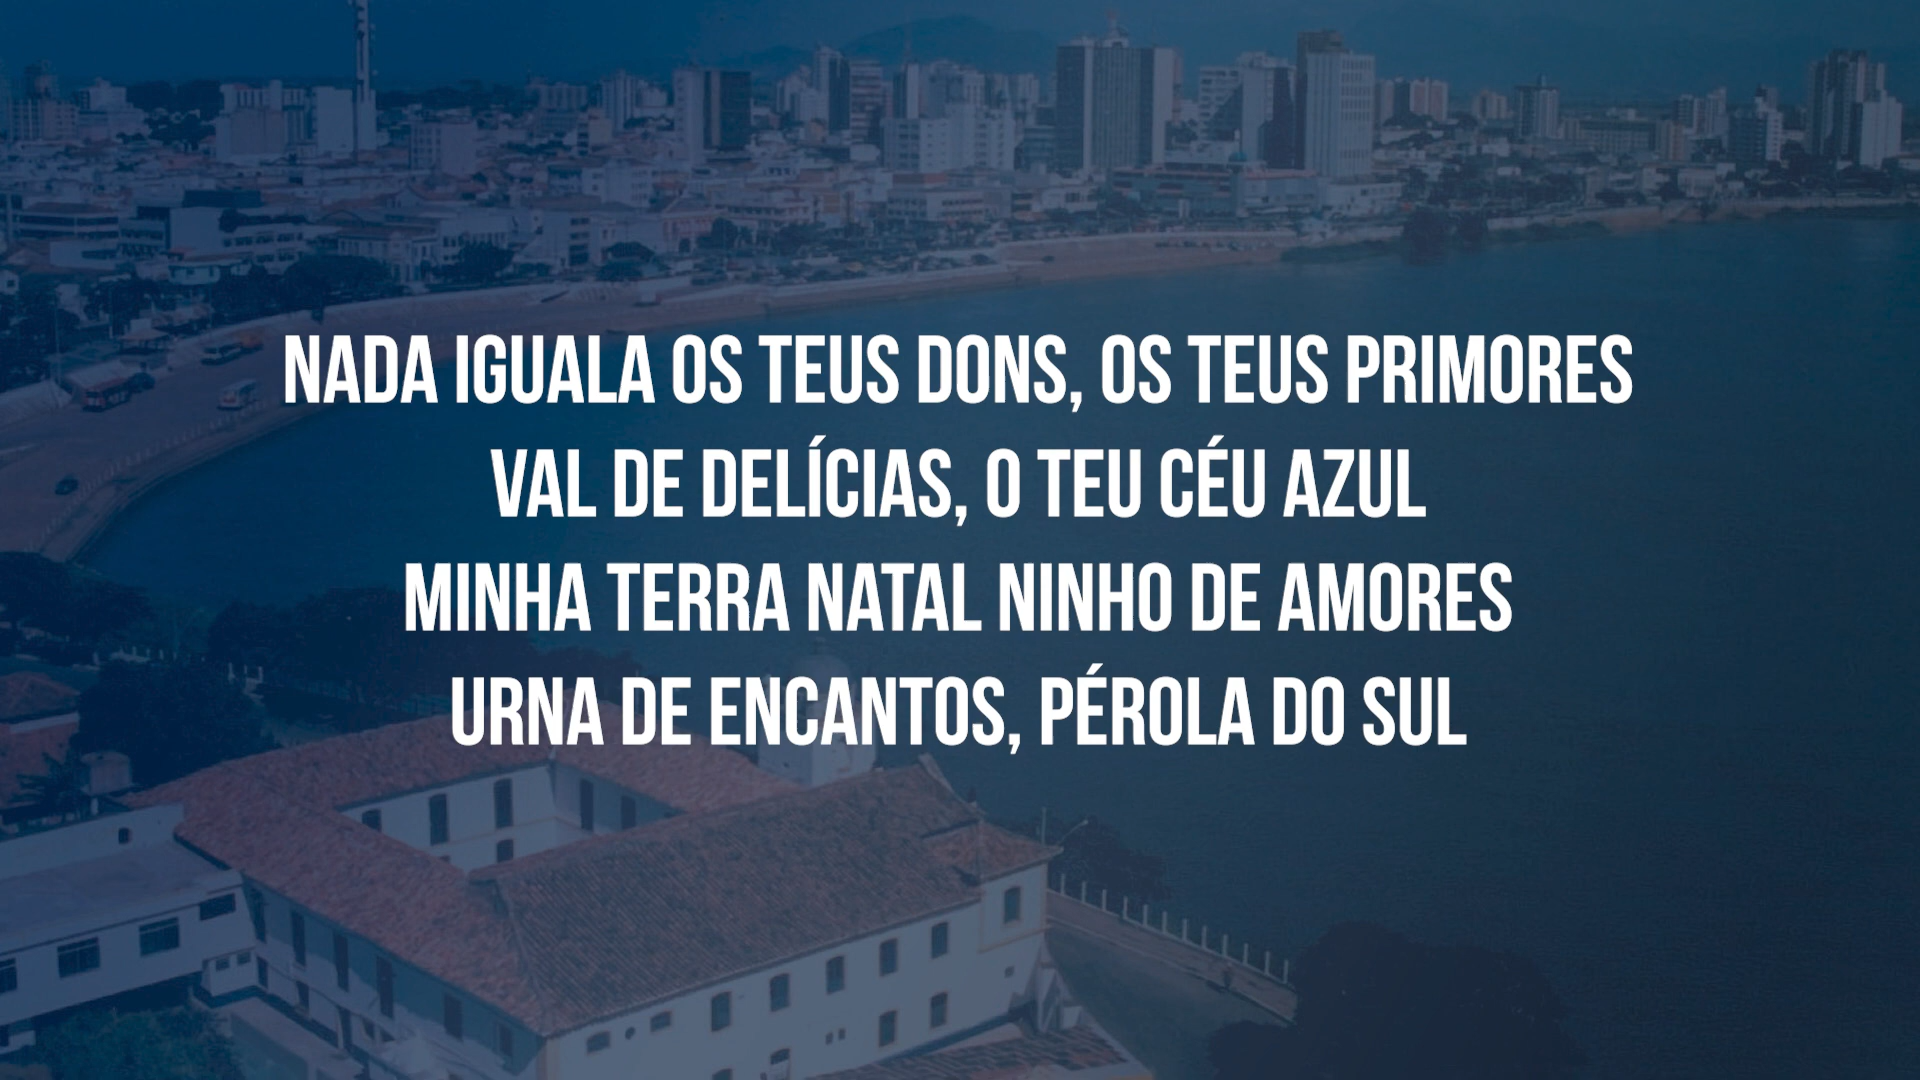 NADA IGUALA OS TEUS DONS, OS TEUS PRIMORES
VAL DE DELÍCIAS, O TEU CÉU AZUL
MINHA TERRA NATAL NINHO DE AMORES
URNA DE ENCANTOS, PÉROLA DO SUL